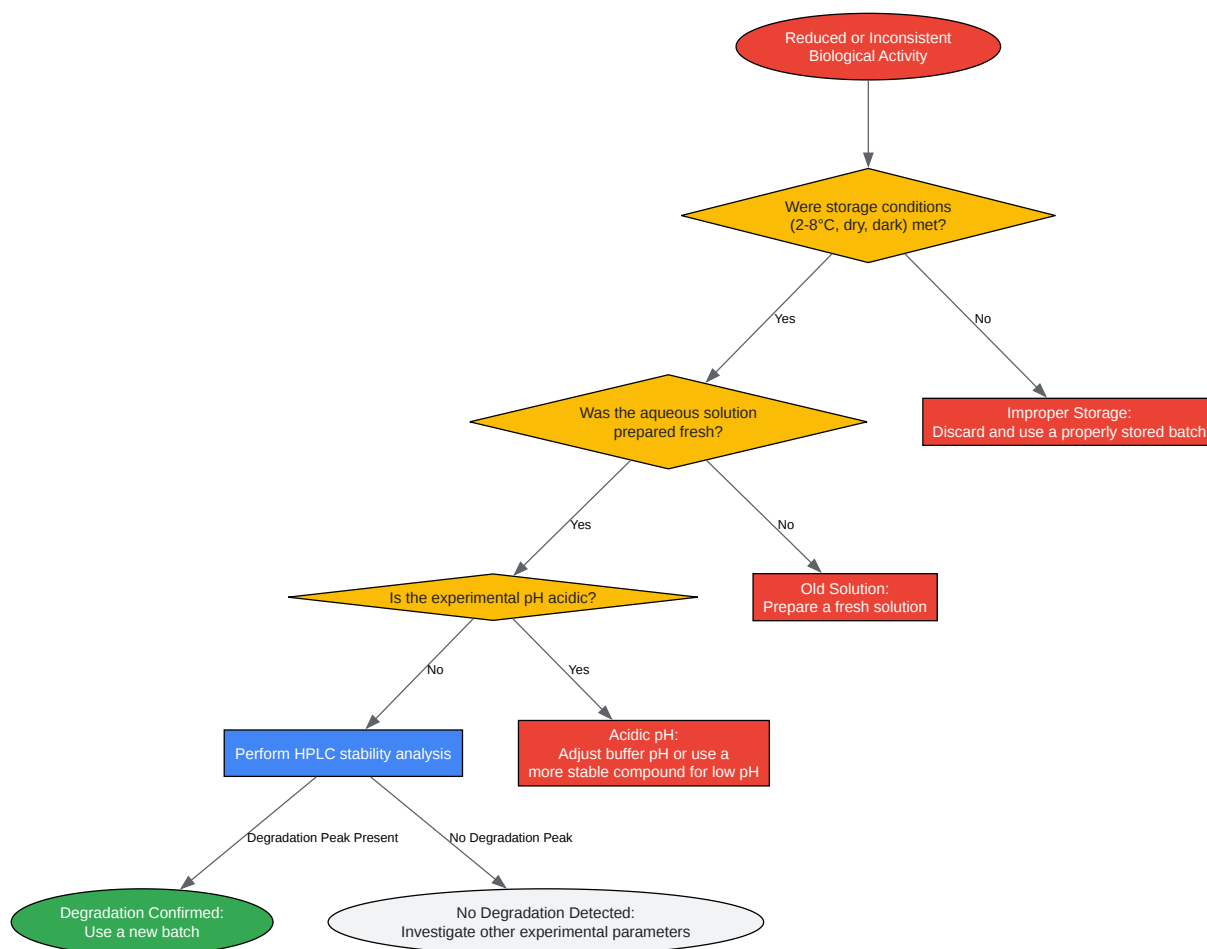 Reduced or Inconsistent
Biological Activity
Were storage conditions
(2-8°C, dry, dark) met?
Yes
No
Was the aqueous solution
prepared fresh?
Improper Storage:
Discard and use a properly stored batch
Yes
No
Is the experimental pH acidic?
Old Solution:
Prepare a fresh solution
No
Yes
Perform HPLC stability analysis
Acidic pH:
Adjust buffer pH or use a
more stable compound for low pH
Degradation Peak Present
No Degradation Peak
Degradation Confirmed:
Use a new batch
No Degradation Detected:
Investigate other experimental parameters